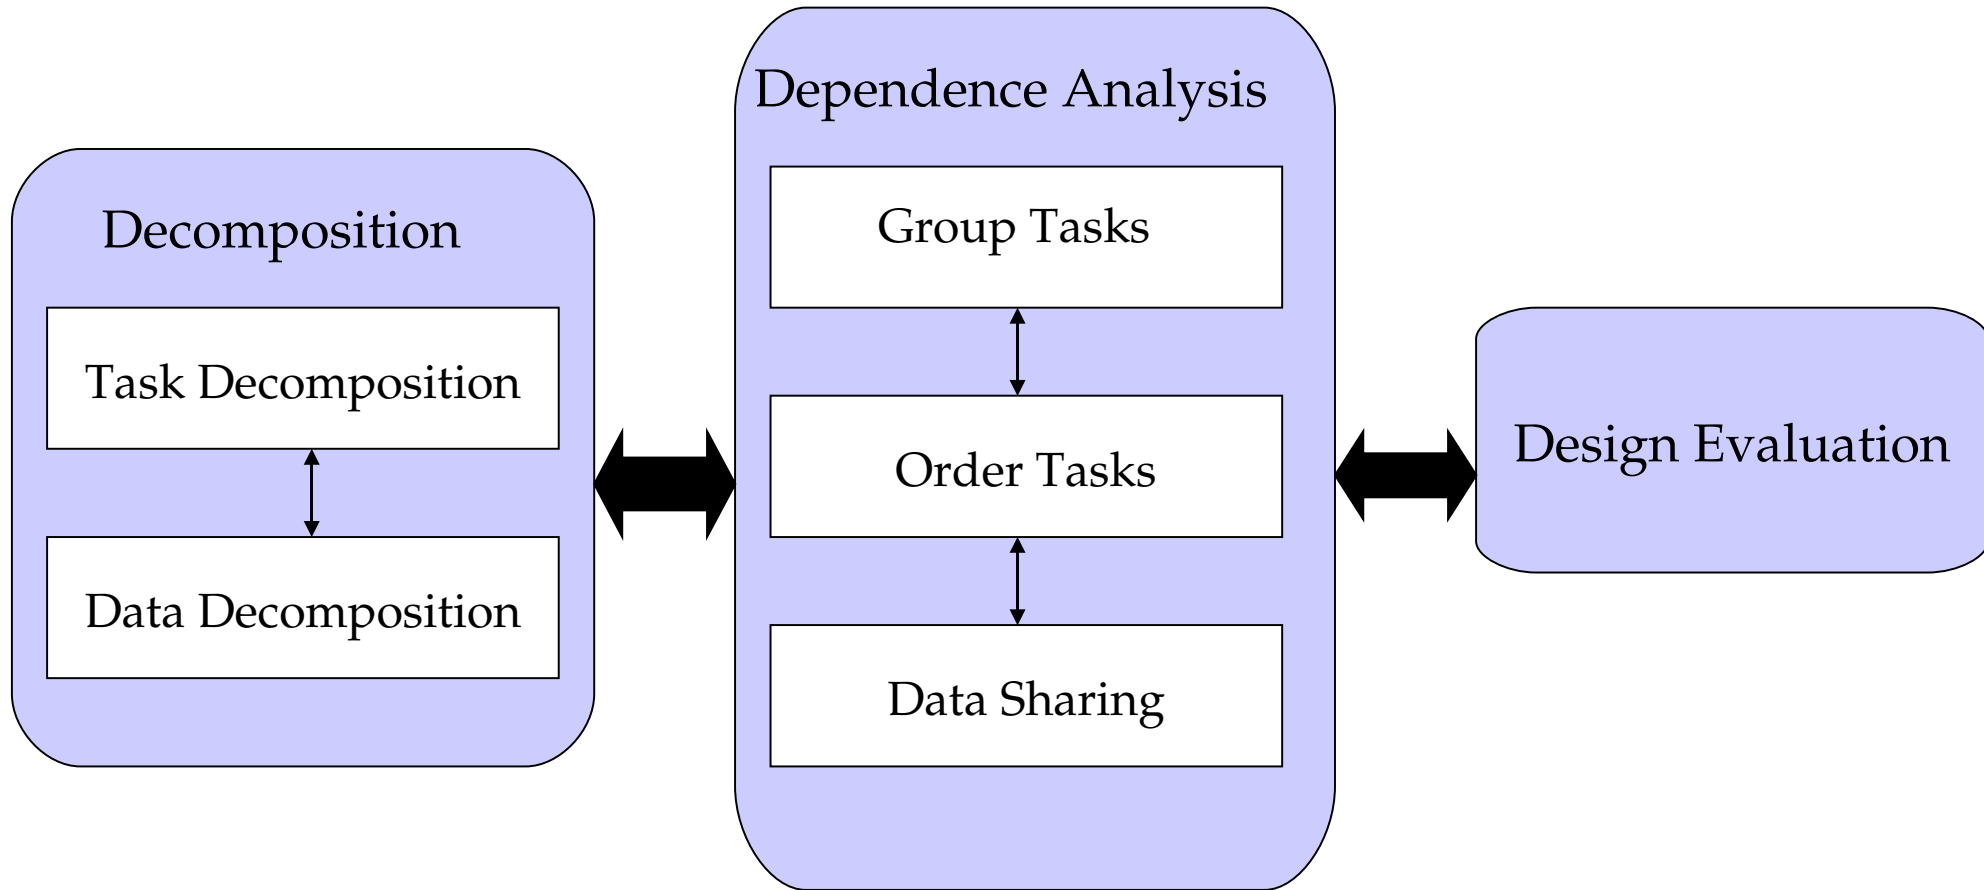 Decomposition
Task Decomposition
Data Decomposition
Dependence Analysis
Group Tasks
Order Tasks
Data Sharing
Design Evaluation